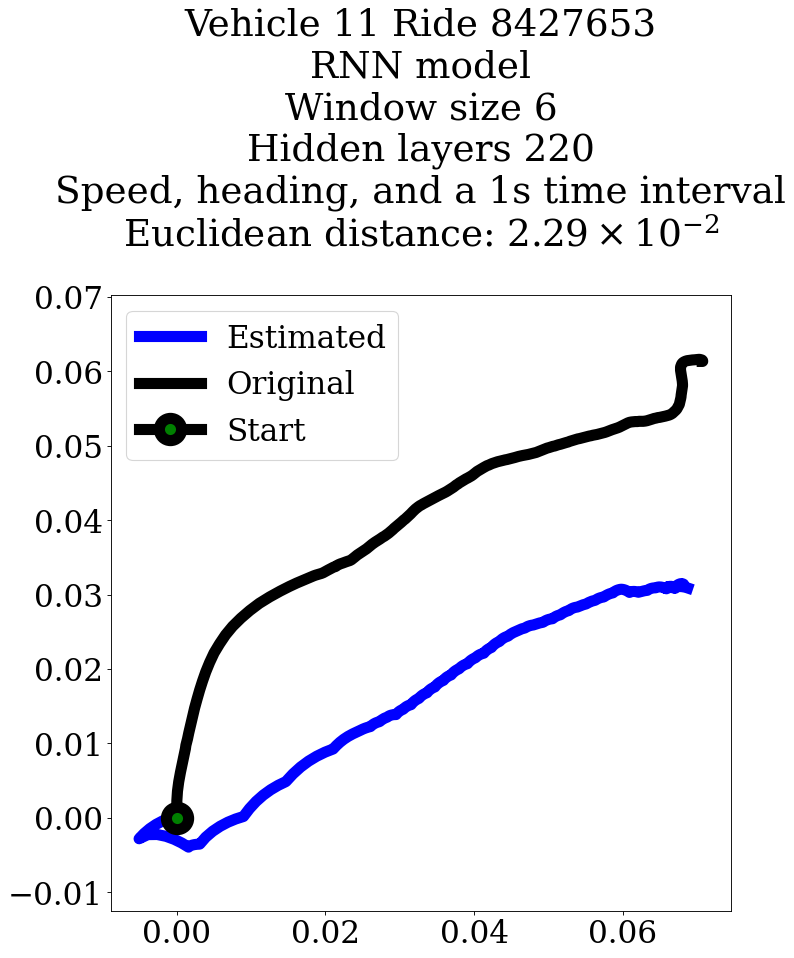 Vehicle 11 Ride 8427653
RNN model
Window size 6
Hidden layers 220
Speed, heading, and a 1s time interval
Euclidean distance: 2.29 × 10⁻²
0.07
0.06
0.05
0.04
0.03
0.02
0.01
0.00
−0.01
Estimated
Original
Start
0.00 0.02 0.04 0.06